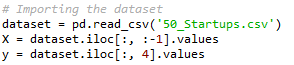 # Importing the dataset
dataset = pd.read_csv('50_Startups.csv')
X = dataset.iloc[:, :-1].values
y = dataset.iloc[:, 4].values